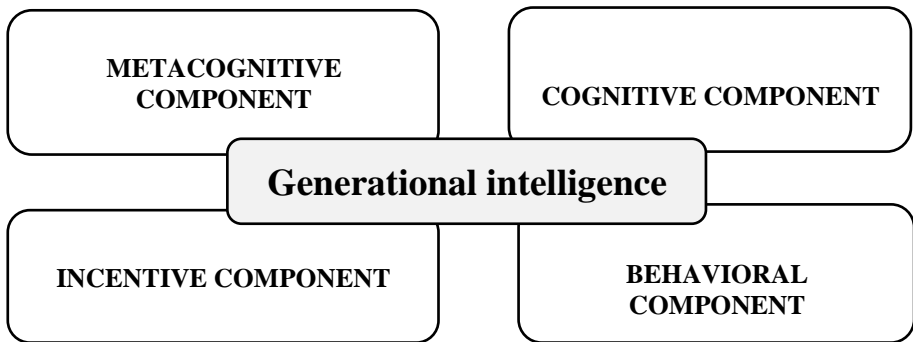 METACOGNITIVE
COMPONENT
COGNITIVE COMPONENT
Generational intelligence
INCENTIVE COMPONENT
BEHAVIORAL
COMPONENT